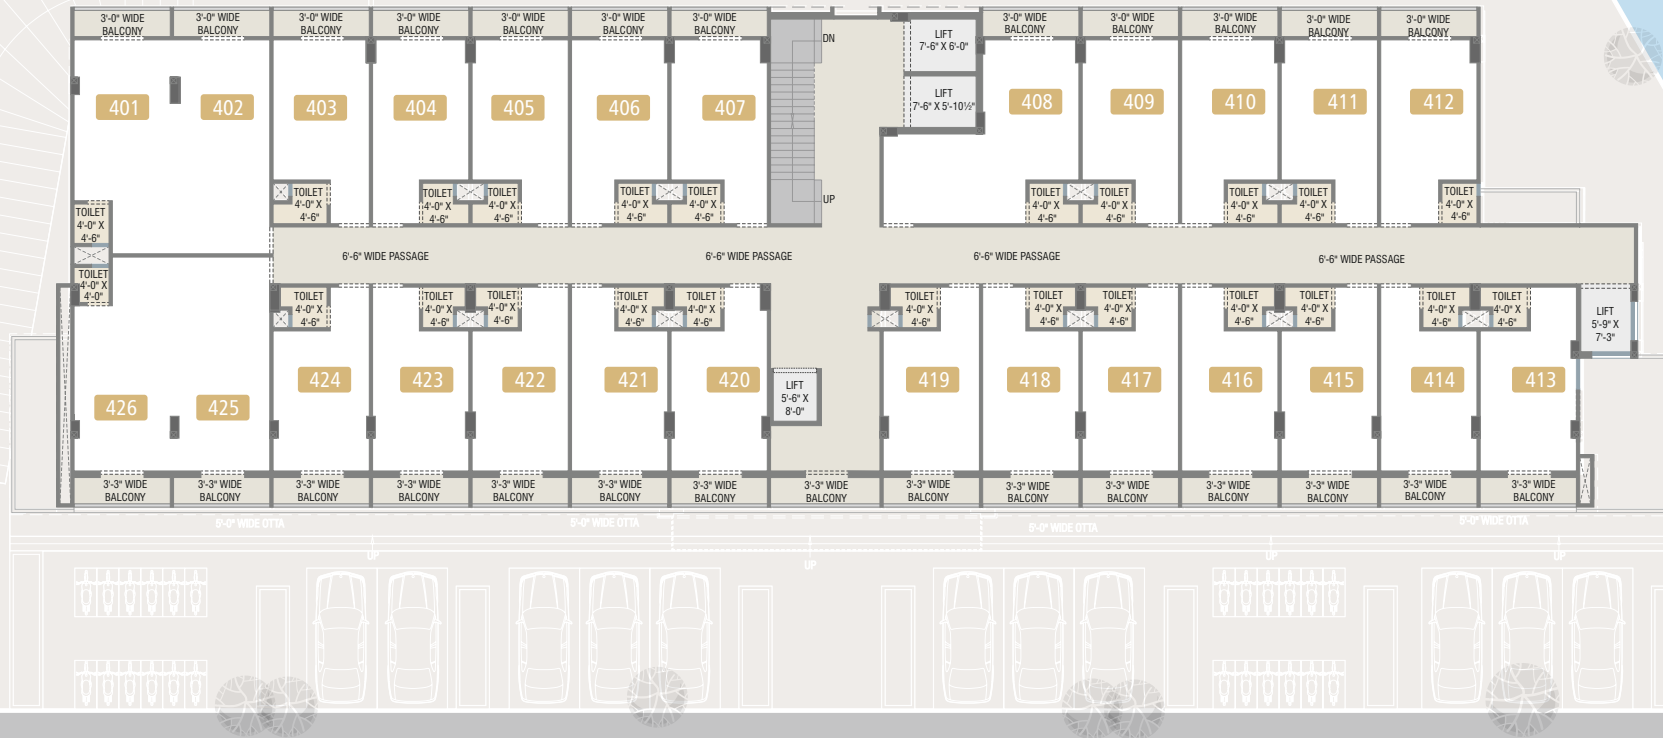 3'-0" WIDE
BALCONY
3'-0" WIDE
BALCONY
3'-0" WIDE
BALCONY
3'-0" WIDE
BALCONY
3'-0" WIDE
BALCONY
3'-0" WIDE
BALCONY
3'-0" WIDE
BALCONY
DN
LIFT
7'-6" X 6'-0"
3'-0" WIDE
BALCONY
3'-0" WIDE
BALCONY
3'-0" WIDE
BALCONY
3'-0" WIDE
BALCONY
3'-0" WIDE
BALCONY
401
402
403
404
405
406
407
LIFT
7'-6" X 5'-10½"
408
409
410
411
412
TOILET
4'-0" X
4'-6"
TOILET
4'-0" X
4'-6"
TOILET
4'-0" X
4'-6"
TOILET
4'-0" X
4'-6"
TOILET
4'-0" X
4'-6"
TOILET
4'-0" X
4'-6"
UP
TOILET
4'-0" X
4'-6"
TOILET
4'-0" X
4'-6"
TOILET
4'-0" X
4'-6"
TOILET
4'-0" X
4'-6"
TOILET
4'-0" X
4'-6"
6'-6" WIDE PASSAGE
6'-6" WIDE PASSAGE
6'-6" WIDE PASSAGE
6'-6" WIDE PASSAGE
TOILET
4'-0" X
4'-0"
TOILET
4'-0" X
4'-6"
TOILET
4'-0" X
4'-6"
TOILET
4'-0" X
4'-6"
TOILET
4'-0" X
4'-6"
TOILET
4'-0" X
4'-6"
TOILET
4'-0" X
4'-6"
TOILET
4'-0" X
4'-6"
TOILET
4'-0" X
4'-6"
TOILET
4'-0" X
4'-6"
TOILET
4'-0" X
4'-6"
TOILET
4'-0" X
4'-6"
TOILET
4'-0" X
4'-6"
LIFT
5'-9" X
7'-3"
426
425
424
423
422
421
420
LIFT
5'-6" X
8'-0"
419
418
417
416
415
414
413
3'-3" WIDE
BALCONY
3'-3" WIDE
BALCONY
3'-3" WIDE
BALCONY
3'-3" WIDE
BALCONY
3'-3" WIDE
BALCONY
3'-3" WIDE
BALCONY
3'-3" WIDE
BALCONY
3'-3" WIDE
BALCONY
3'-3" WIDE
BALCONY
3'-3" WIDE
BALCONY
3'-3" WIDE
BALCONY
3'-3" WIDE
BALCONY
3'-3" WIDE
BALCONY
3'-3" WIDE
BALCONY
3'-3" WIDE
BALCONY
5'-0" WIDE OTTA
5'-0" WIDE OTTA
5'-0" WIDE OTTA
5'-0" WIDE OTTA
UP
UP
UP
UP